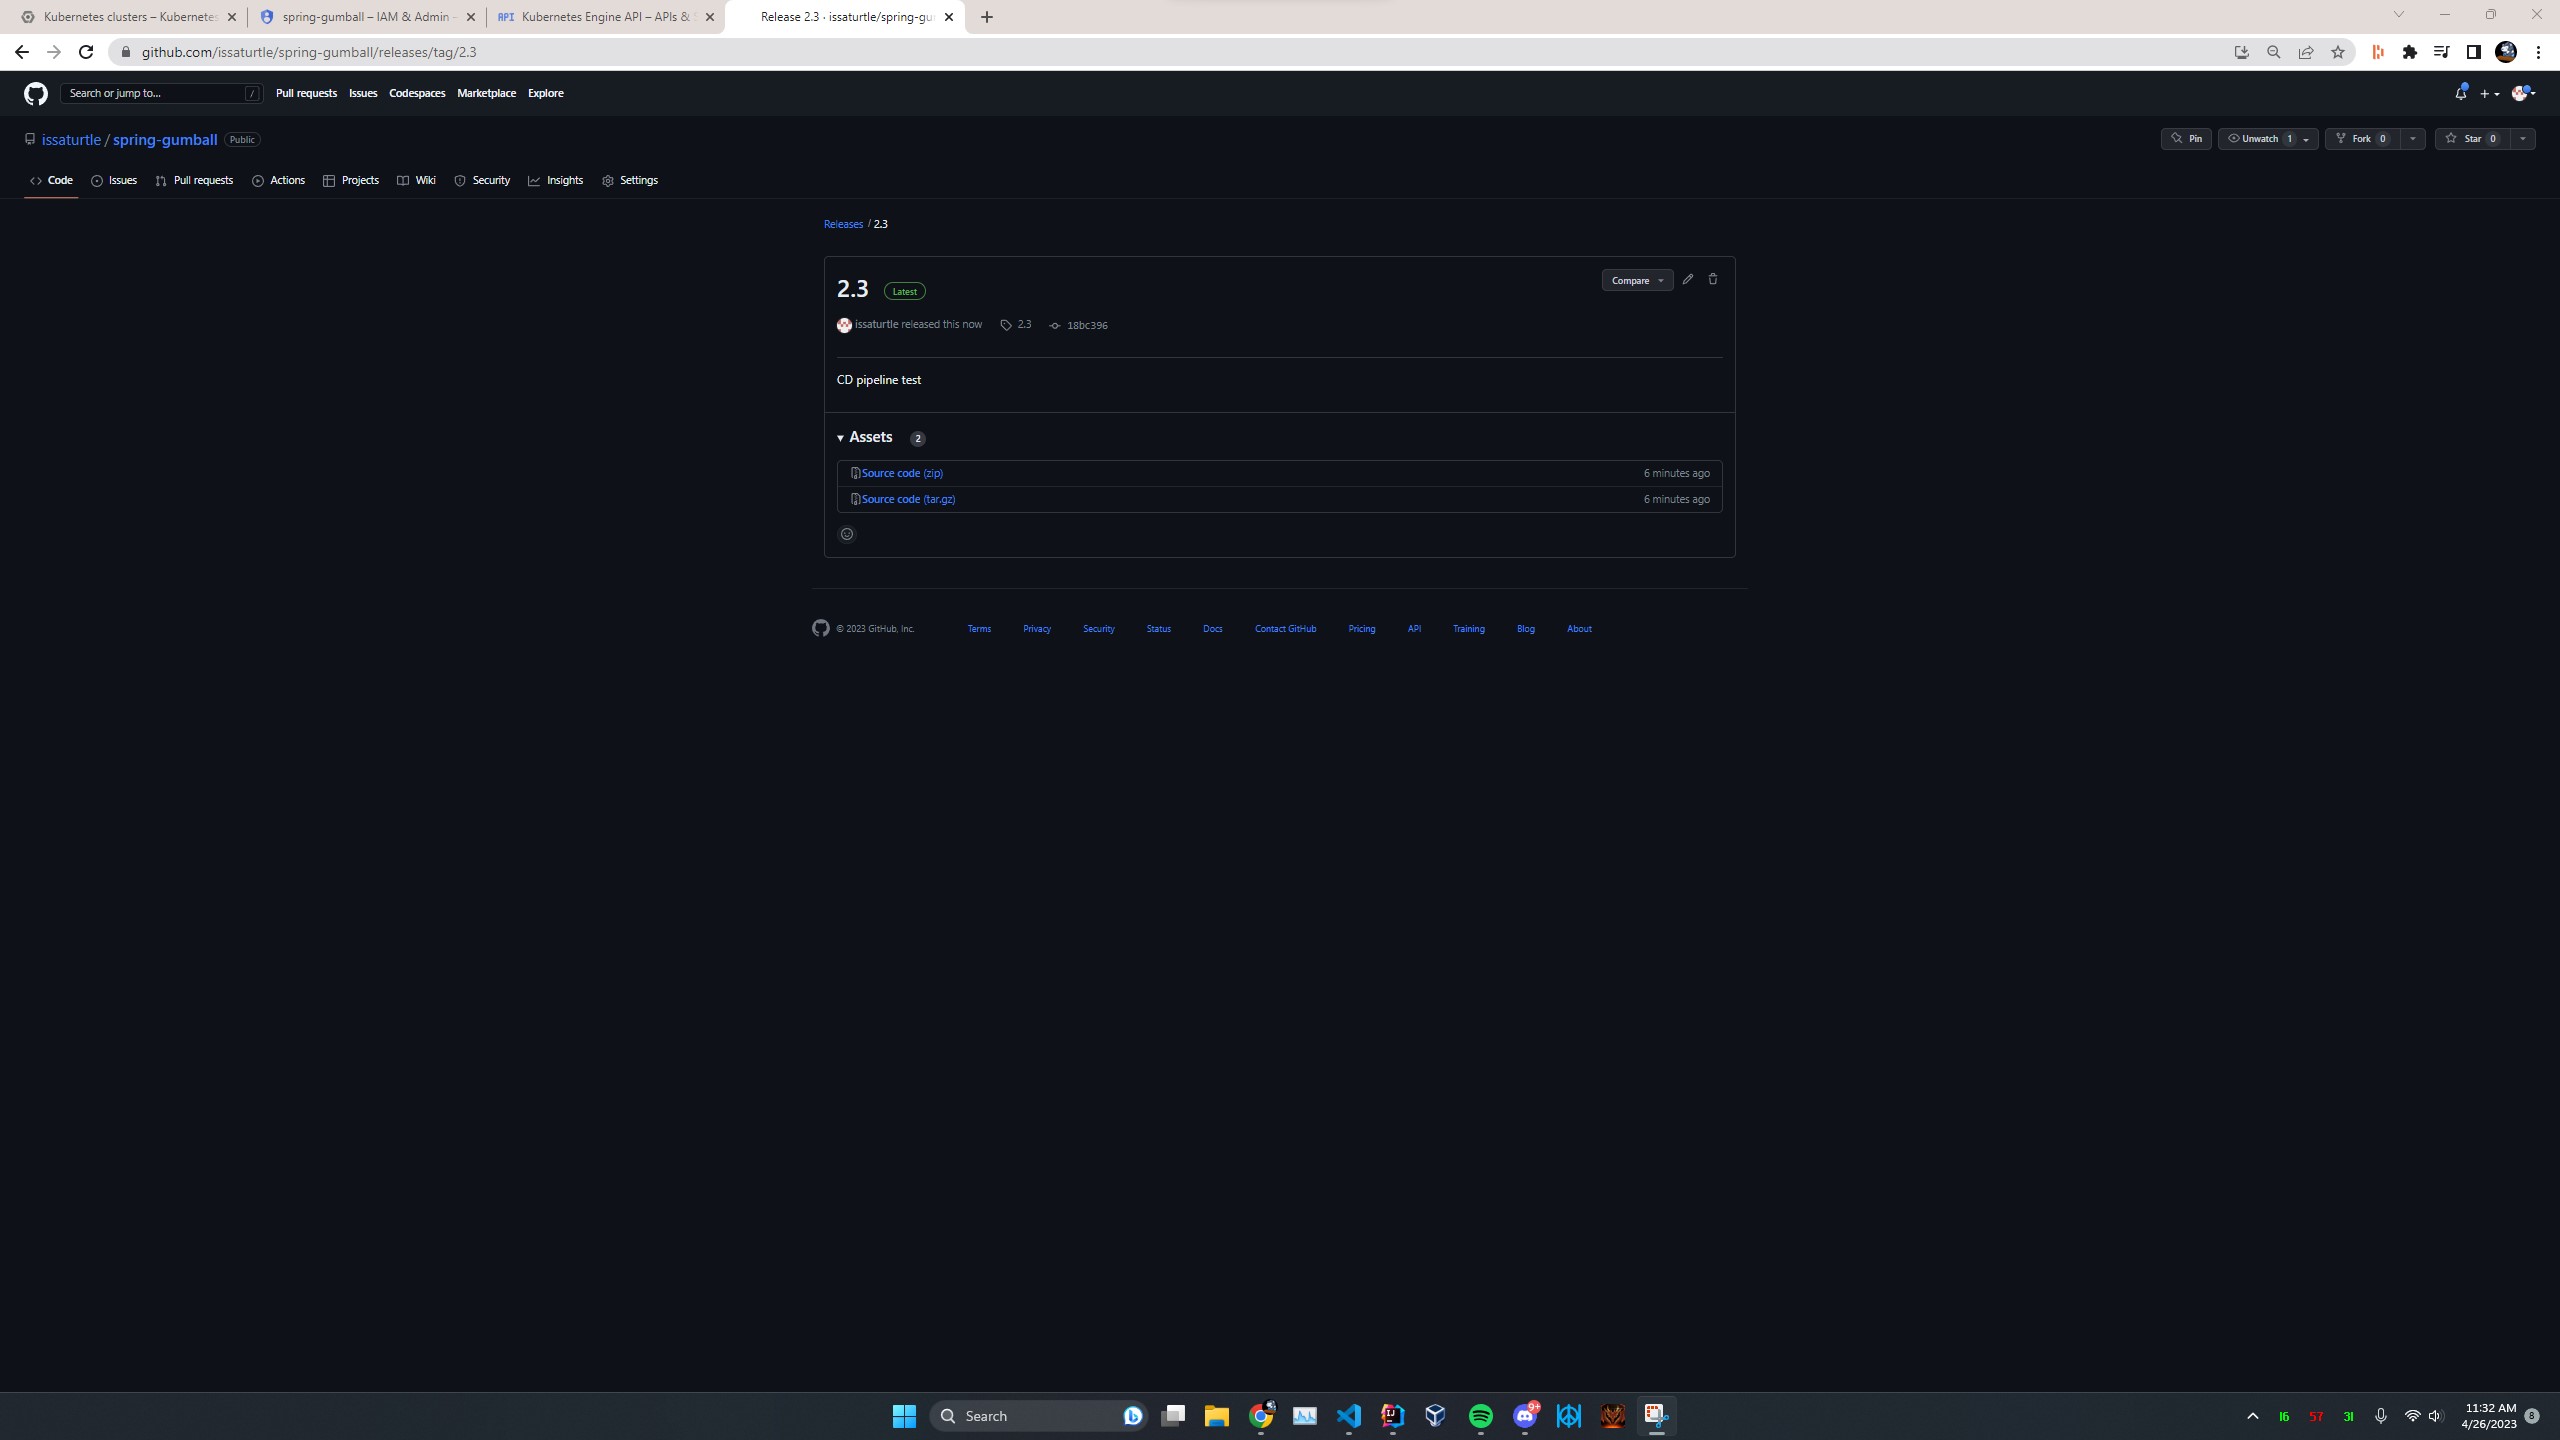 Kubernetes clusters – Kubernetes
spring-gumball – IAM & Admin –
API Kubernetes Engine API – APIs &
Release 2.3 · issaturtle/spring-gu
github.com/issaturtle/spring-gumball/releases/tag/2.3
Search or jump to... /
Pull requests Issues Codespaces Marketplace Explore
issaturtle / spring-gumball Public
Pin Unwatch 1 Fork 0 Star 0
Code Issues Pull requests Actions Projects Wiki Security Insights Settings
Releases / 2.3
2.3 Latest
Compare
issaturtle released this now 2.3 18bc396
CD pipeline test
Assets 2
Source code (zip) 6 minutes ago
Source code (tar.gz) 6 minutes ago
© 2023 GitHub, Inc. Terms Privacy Security Status Docs Contact GitHub Pricing API Training Blog About
Search
9+
16 57 31
11:32 AM
4/26/2023
8